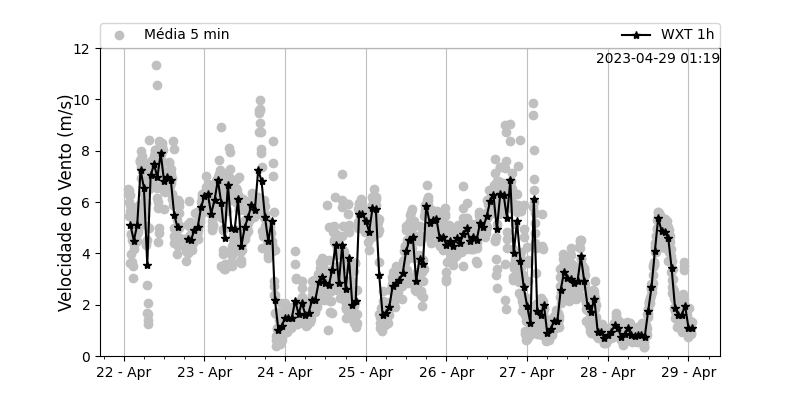 Média 5 min
WXT 1h
2023-04-29 01:19
Velocidade do Vento (m/s)
12
10
8
6
4
2
0
22 - Apr
23 - Apr
24 - Apr
25 - Apr
26 - Apr
27 - Apr
28 - Apr
29 - Apr